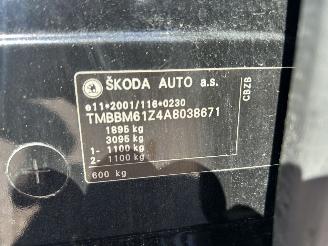 ŠKODA AUTO a.s.
e11*2001/116*0230
TMBBM61Z4A8038671
1895 kg
3095 kg
1- 1100 kg
2- 1100 kg
600 kg
CBZB